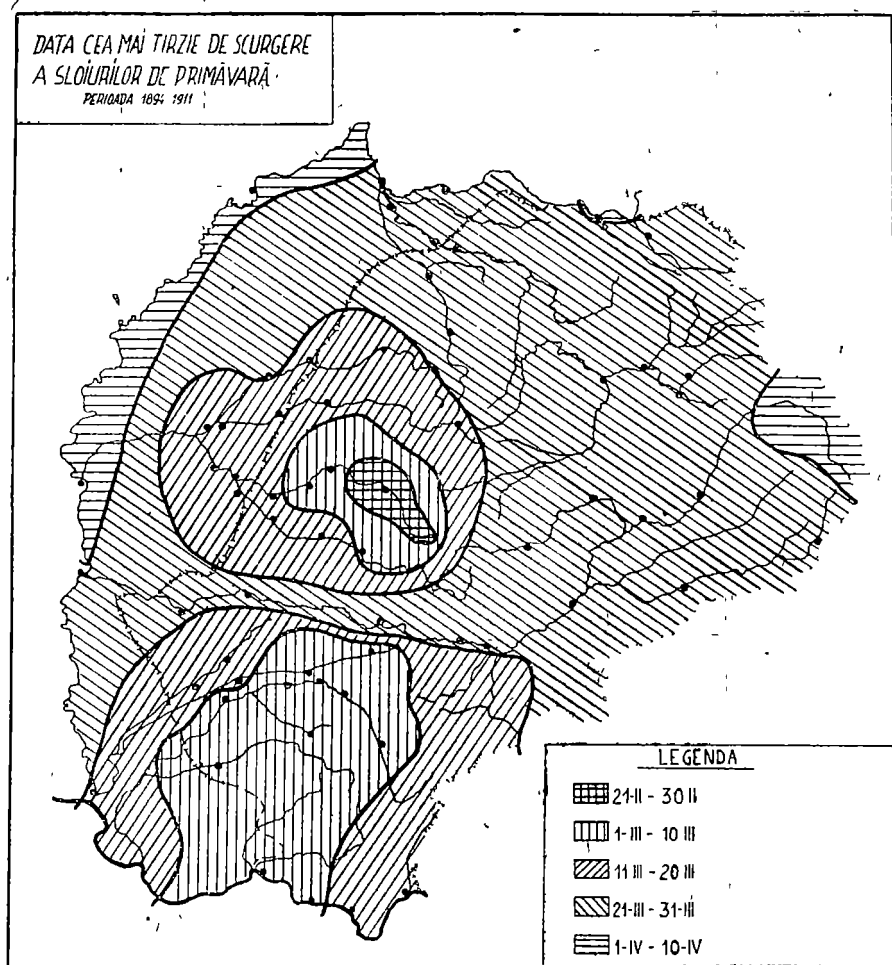 DATA CEA MAI TIRZIE DE SCURGERE
A SLOIURILOR DE PRIMĂVARĂ
PERIOADA 1894 1911
LEGENDA
21-II - 30 II
1-III - 10 III
11 III - 20 III
21-III - 31-III
1-IV - 10-IV